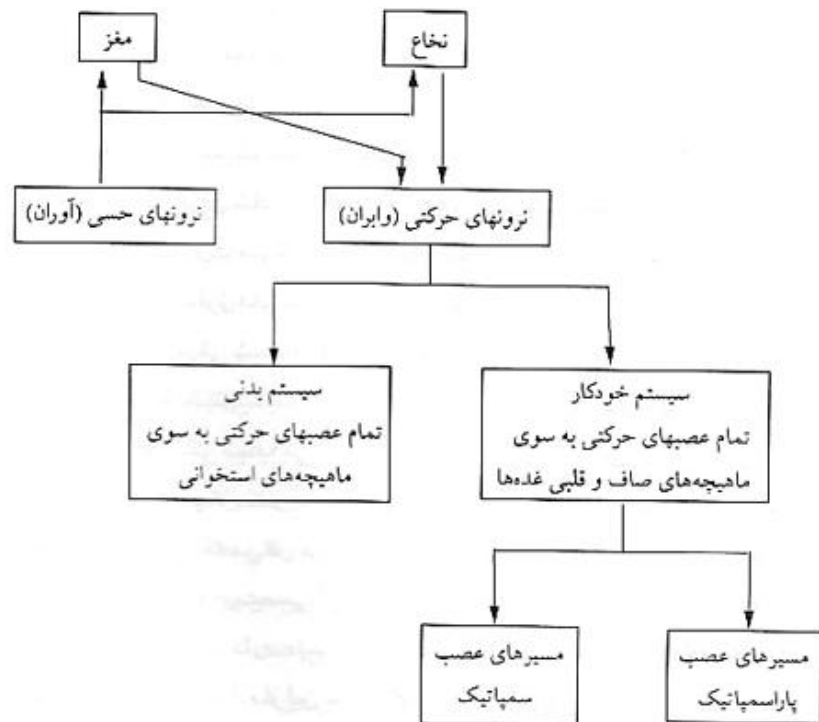 نخاع
مغز
نرونهای حرکتی (وابران)
نرونهای حسی (آوران)
سیستم خودکار
تمام عصبهای حرکتی به سوی
ماهیچه‌های صاف و قلبی غده‌ها
سیستم بدنی
تمام عصبهای حرکتی به سوی
ماهیچه‌های استخوانی
مسیرهای عصب
پاراسمپاتیک
مسیرهای عصب
سمپاتیک